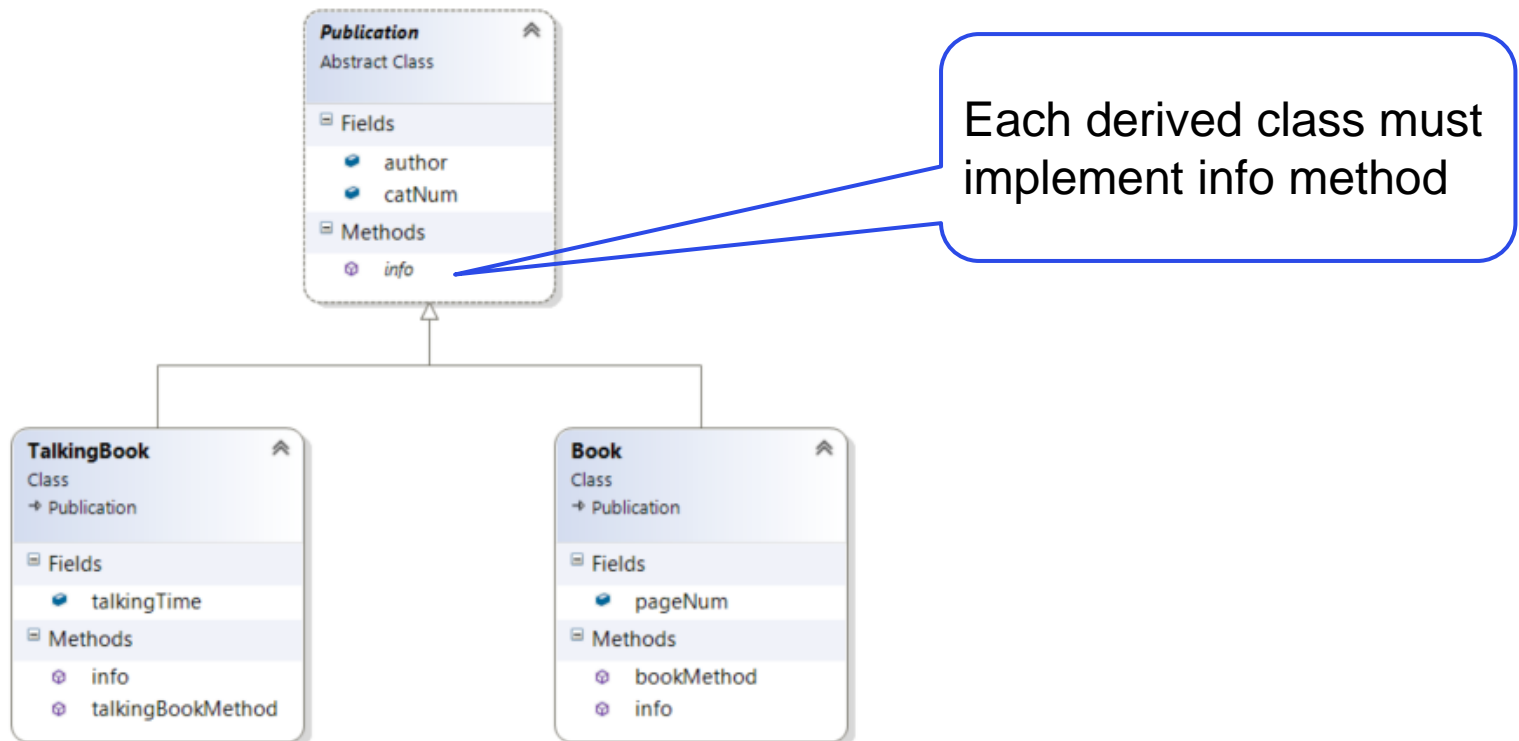 Publication
Abstract Class
Fields
author
catNum
Methods
info
Each derived class must
implement info method
TalkingBook
Class
Publication
Fields
talkingTime
Methods
info
talkingBookMethod
Book
Class
Publication
Fields
pageNum
Methods
bookMethod
info